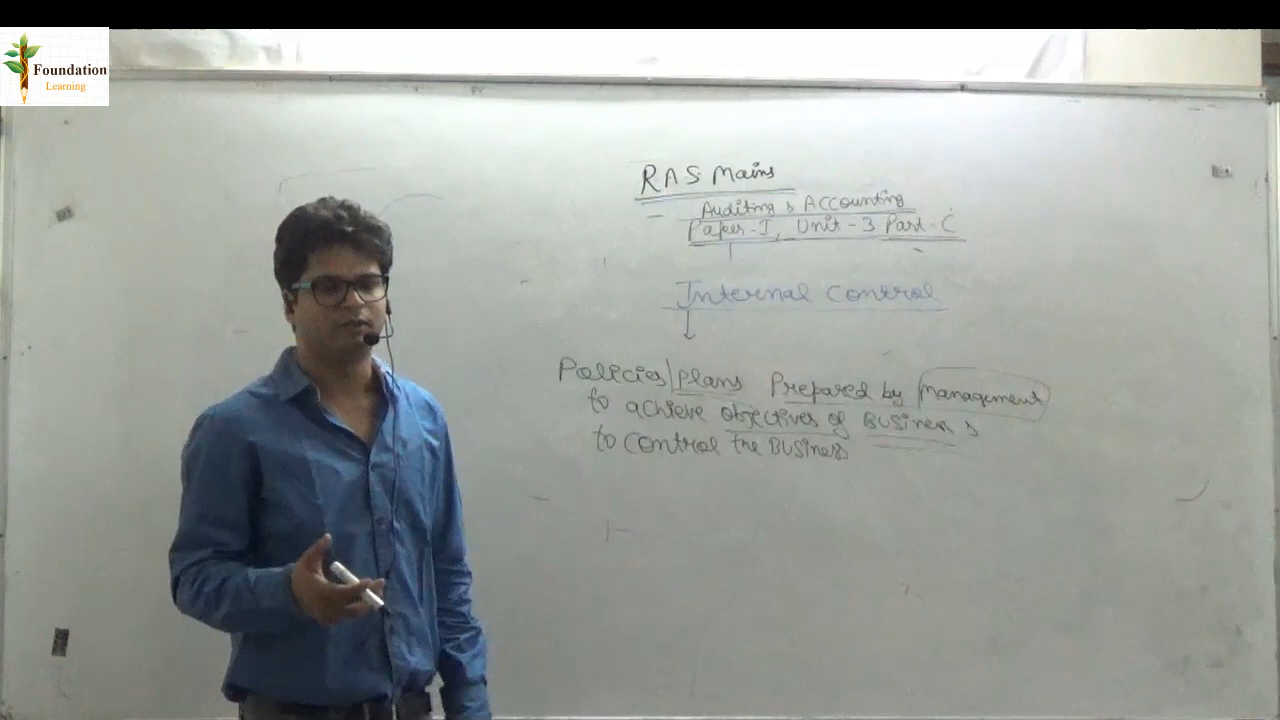 Foundation
Learning
RAS Mains
Auditing & Accounting
Paper-I, Unit-3 Part-C
Internal Control
Policies/Plans Prepared by Management
to achieve objectives of Business &
to control the Business